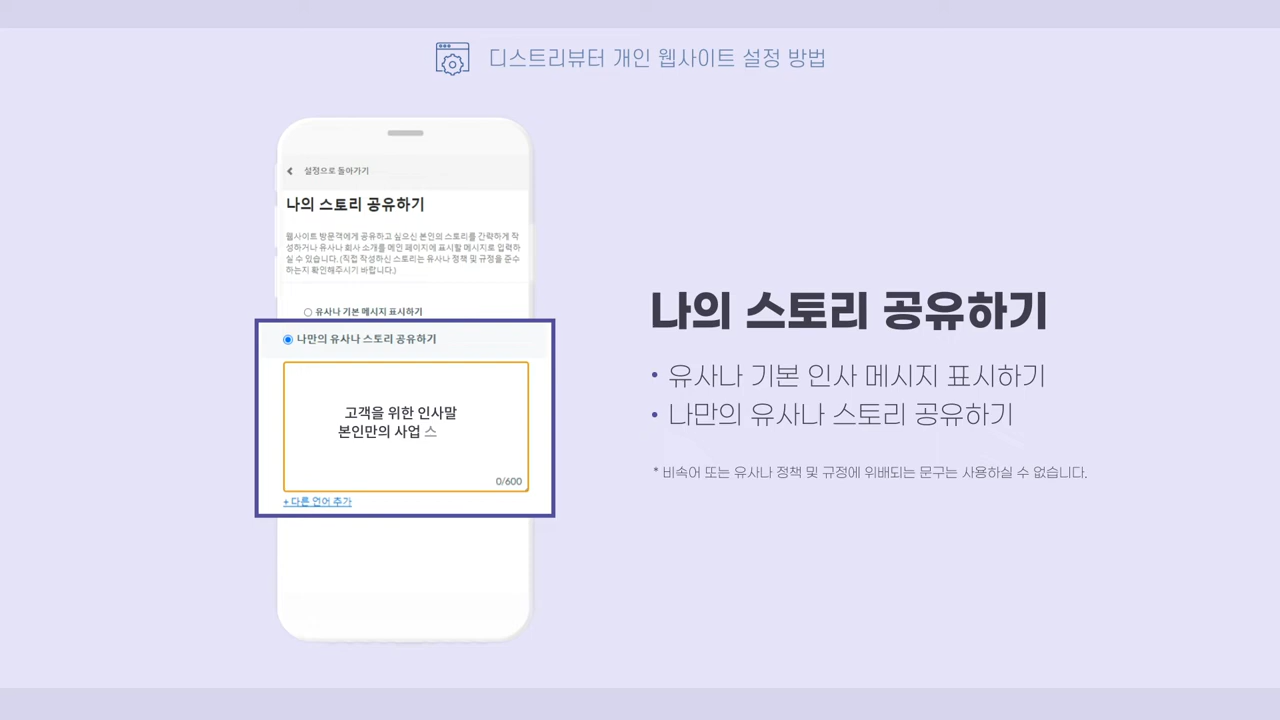 디스트리뷰터 개인 웹사이트 설정 방법
설정으로 돌아가기
나의 스토리 공유하기
웹사이트 방문객에게 공유하고 싶으신 본인의 스토리를 간략하게 작
성하거나 유사나 회사 소개를 메인 페이지에 표시할 메시지로 입력하
실 수 있습니다. (직접 작성하신 스토리는 유사나 정책 및 규정을 준수
하는지 확인해주시기 바랍니다.)
유사나 기본 메시지 표시하기
나만의 유사나 스토리 공유하기
고객을 위한 인사말
본인만의 사업 스
0/600
+ 다른 언어 추가
나의 스토리 공유하기
• 유사나 기본 인사 메시지 표시하기
• 나만의 유사나 스토리 공유하기
* 비속어 또는 유사나 정책 및 규정에 위배되는 문구는 사용하실 수 없습니다.